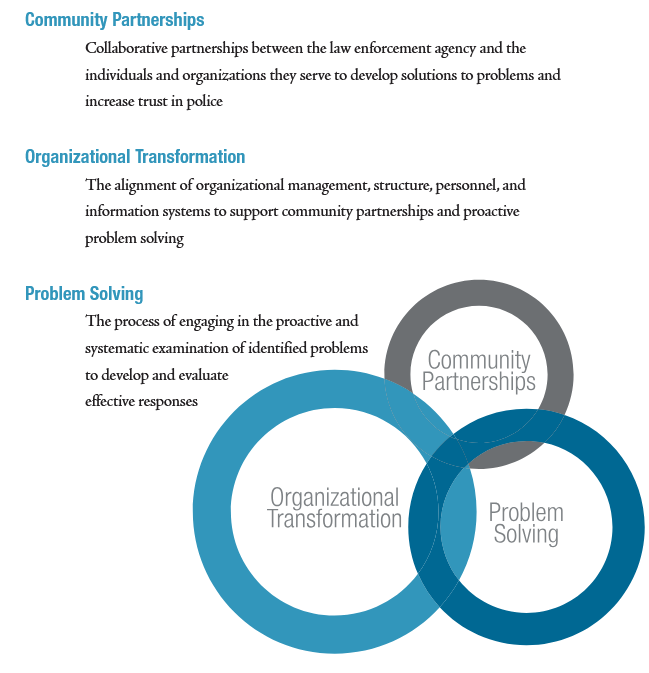 Community Partnerships
Collaborative partnerships between the law enforcement agency and the
individuals and organizations they serve to develop solutions to problems and
increase trust in police
Organizational Transformation
The alignment of organizational management, structure, personnel, and
information systems to support community partnerships and proactive
problem solving
Problem Solving
The process of engaging in the proactive and
systematic examination of identified problems
to develop and evaluate
effective responses
Community
Partnerships
Organizational
Transformation
Problem
Solving